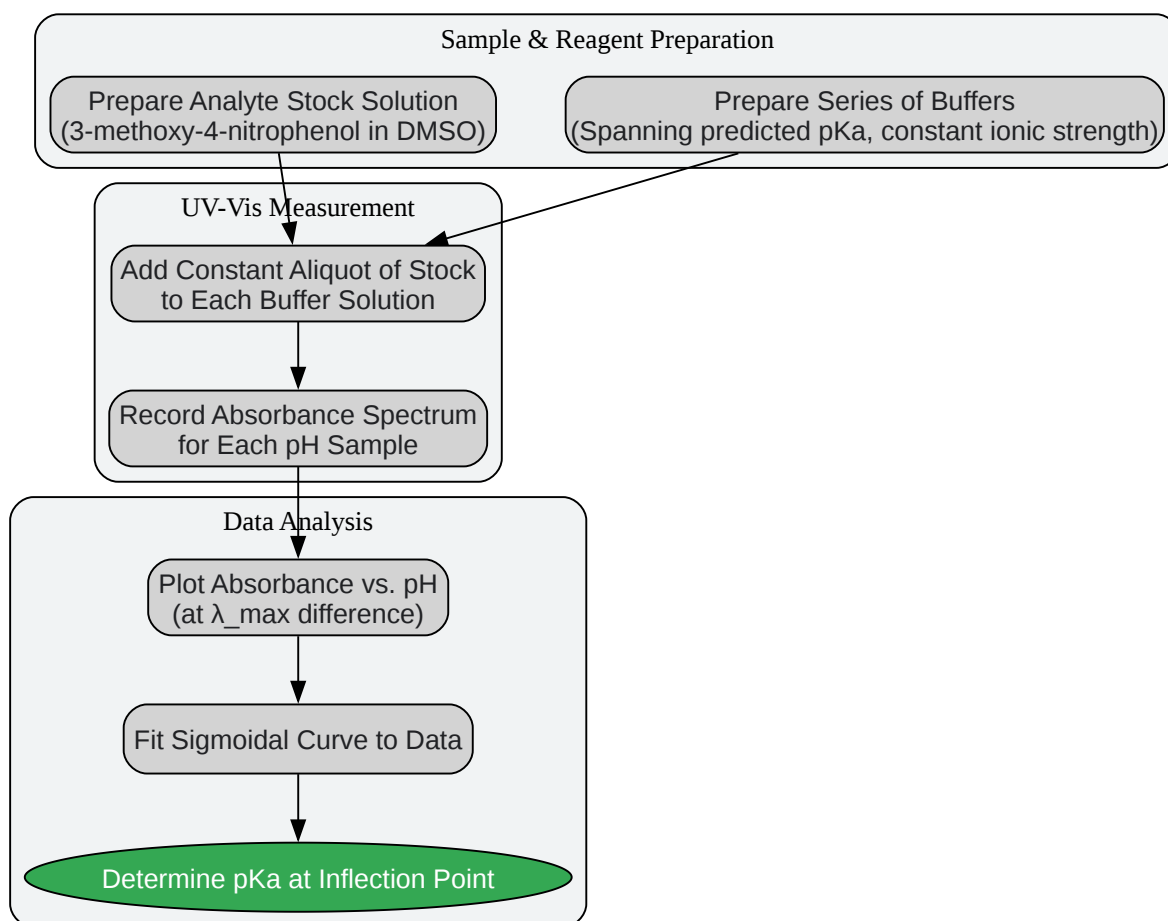 Sample & Reagent Preparation
Prepare Analyte Stock Solution
(3-methoxy-4-nitrophenol in DMSO)
Prepare Series of Buffers
(Spanning predicted pKa, constant ionic strength)
UV-Vis Measurement
Add Constant Aliquot of Stock
to Each Buffer Solution
Record Absorbance Spectrum
for Each pH Sample
Data Analysis
Plot Absorbance vs. pH
(at λ_max difference)
Fit Sigmoidal Curve to Data
Determine pKa at Inflection Point